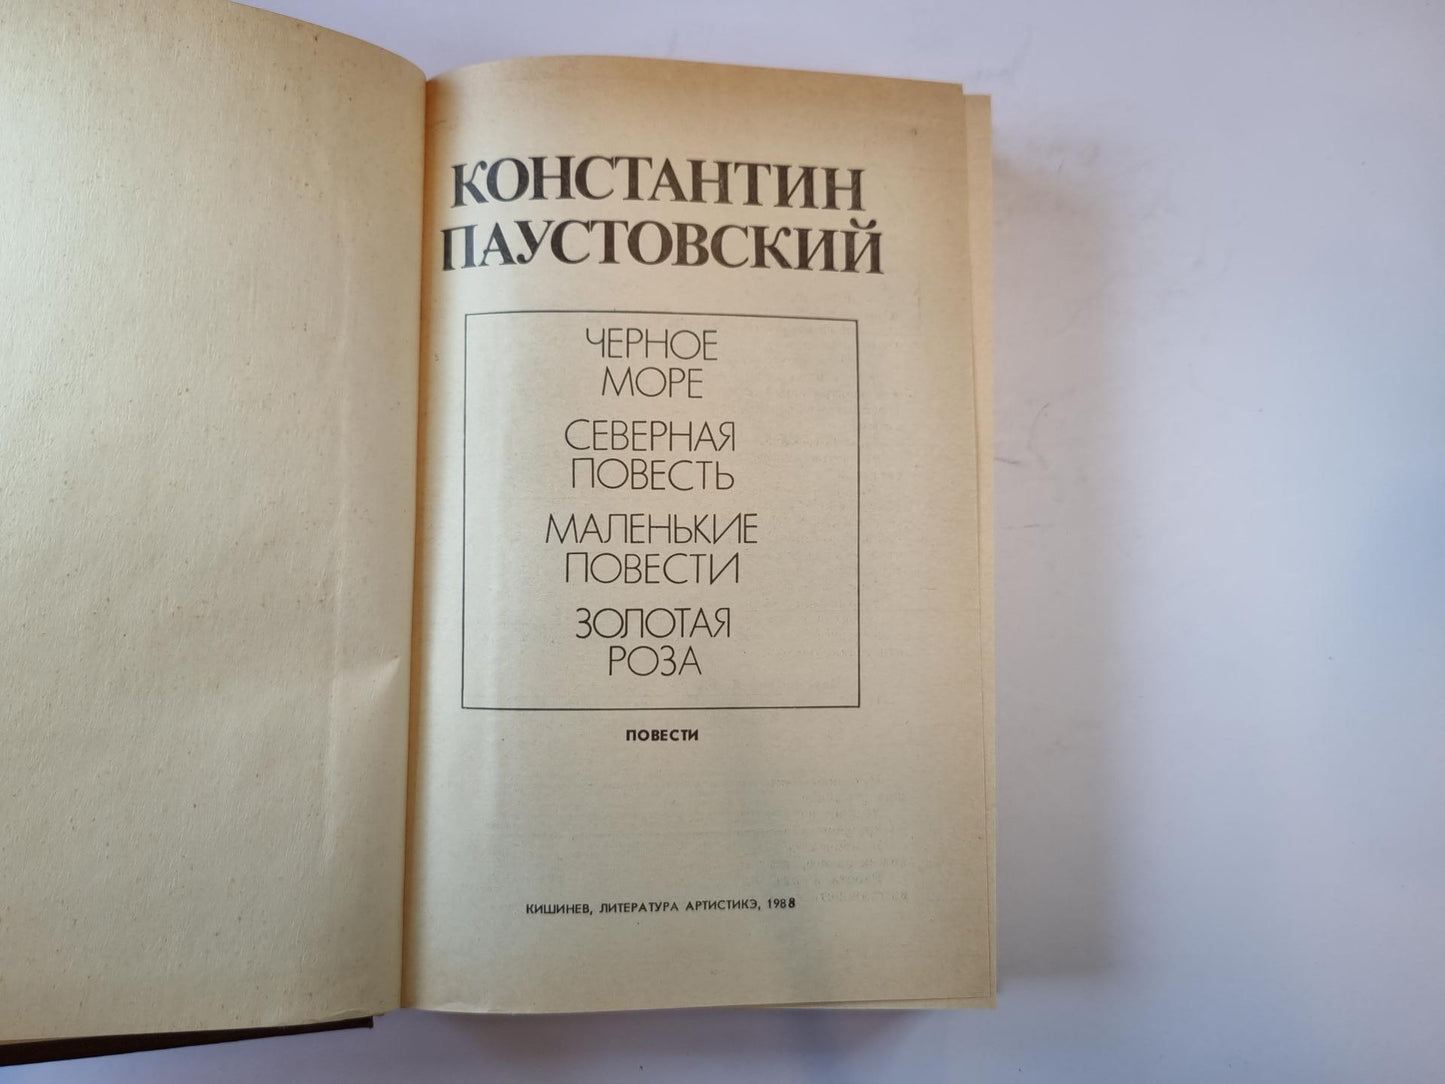 КОНСТАНТИН
ПАУСТОВСКИЙ
ЧЕРНОЕ
МОРЕ
СЕВЕРНАЯ
ПОВЕСТЬ
МАЛЕНЬКИЕ
ПОВЕСТИ
ЗОЛОТАЯ
РОЗА
ПОВЕСТИ
КИШИНЕВ, ЛИТЕРАТУРА АРТИСТИКЭ, 1988